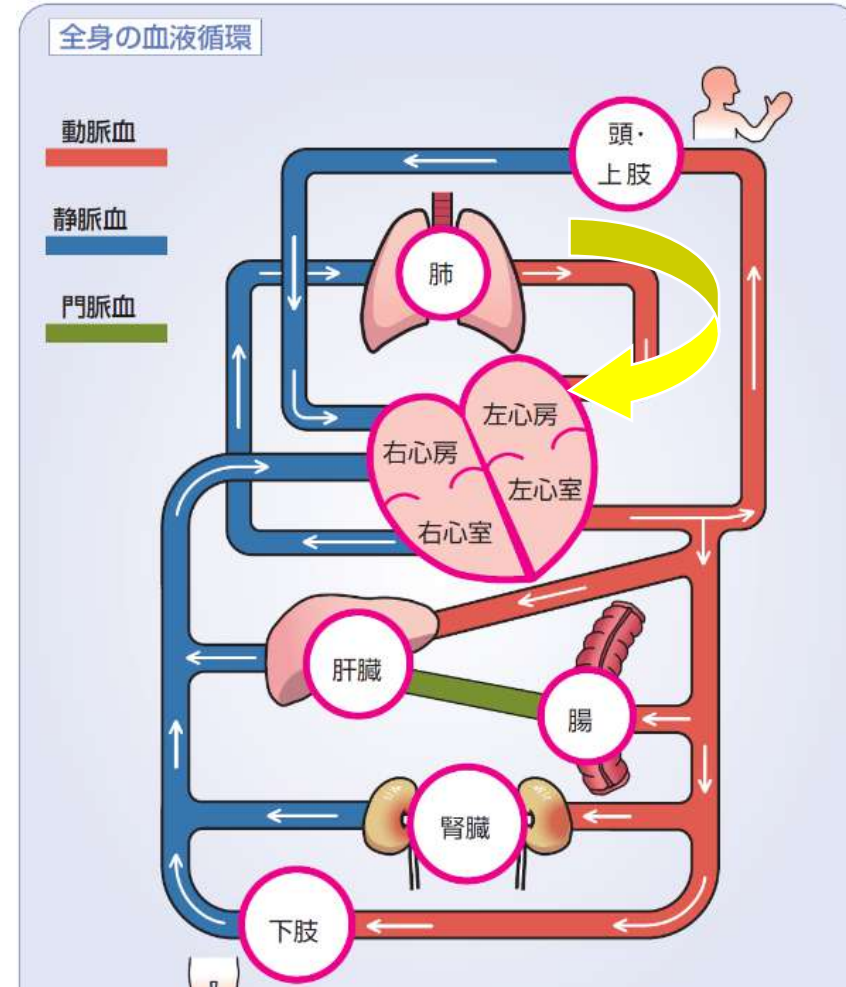 全身の血液循環
動脈血
静脈血
門脈血
頭・
上肢
肺
左心房
右心房
左心室
右心室
肝臓
腸
腎臓
下肢